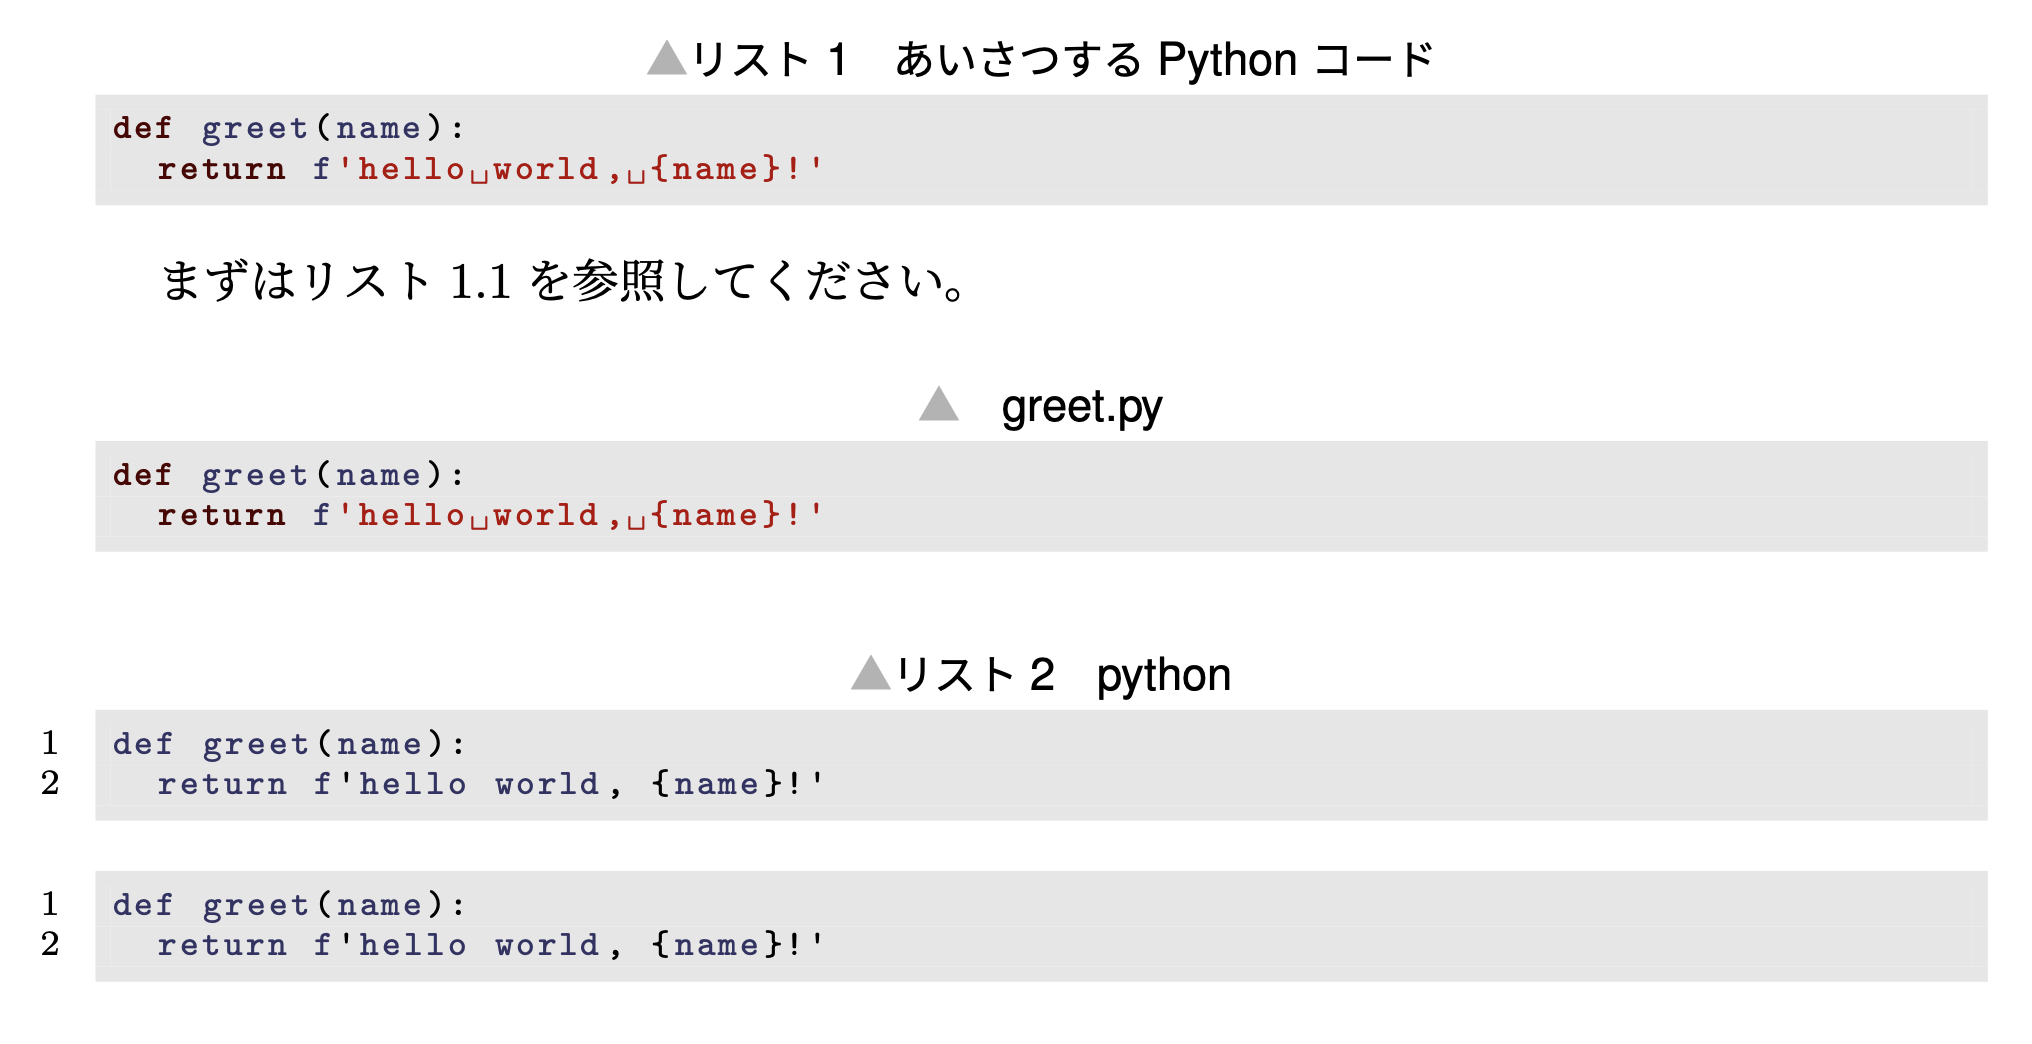 ▲リスト 1　あいさつする Python コード
def greet(name):
  return f'hello␣world,␣{name}!'
まずはリスト 1.1 を参照してください。
▲　greet.py
def greet(name):
  return f'hello␣world,␣{name}!'
▲リスト 2　python
1 def greet(name):
2   return f'hello world, {name}!'
1 def greet(name):
2   return f'hello world, {name}!'